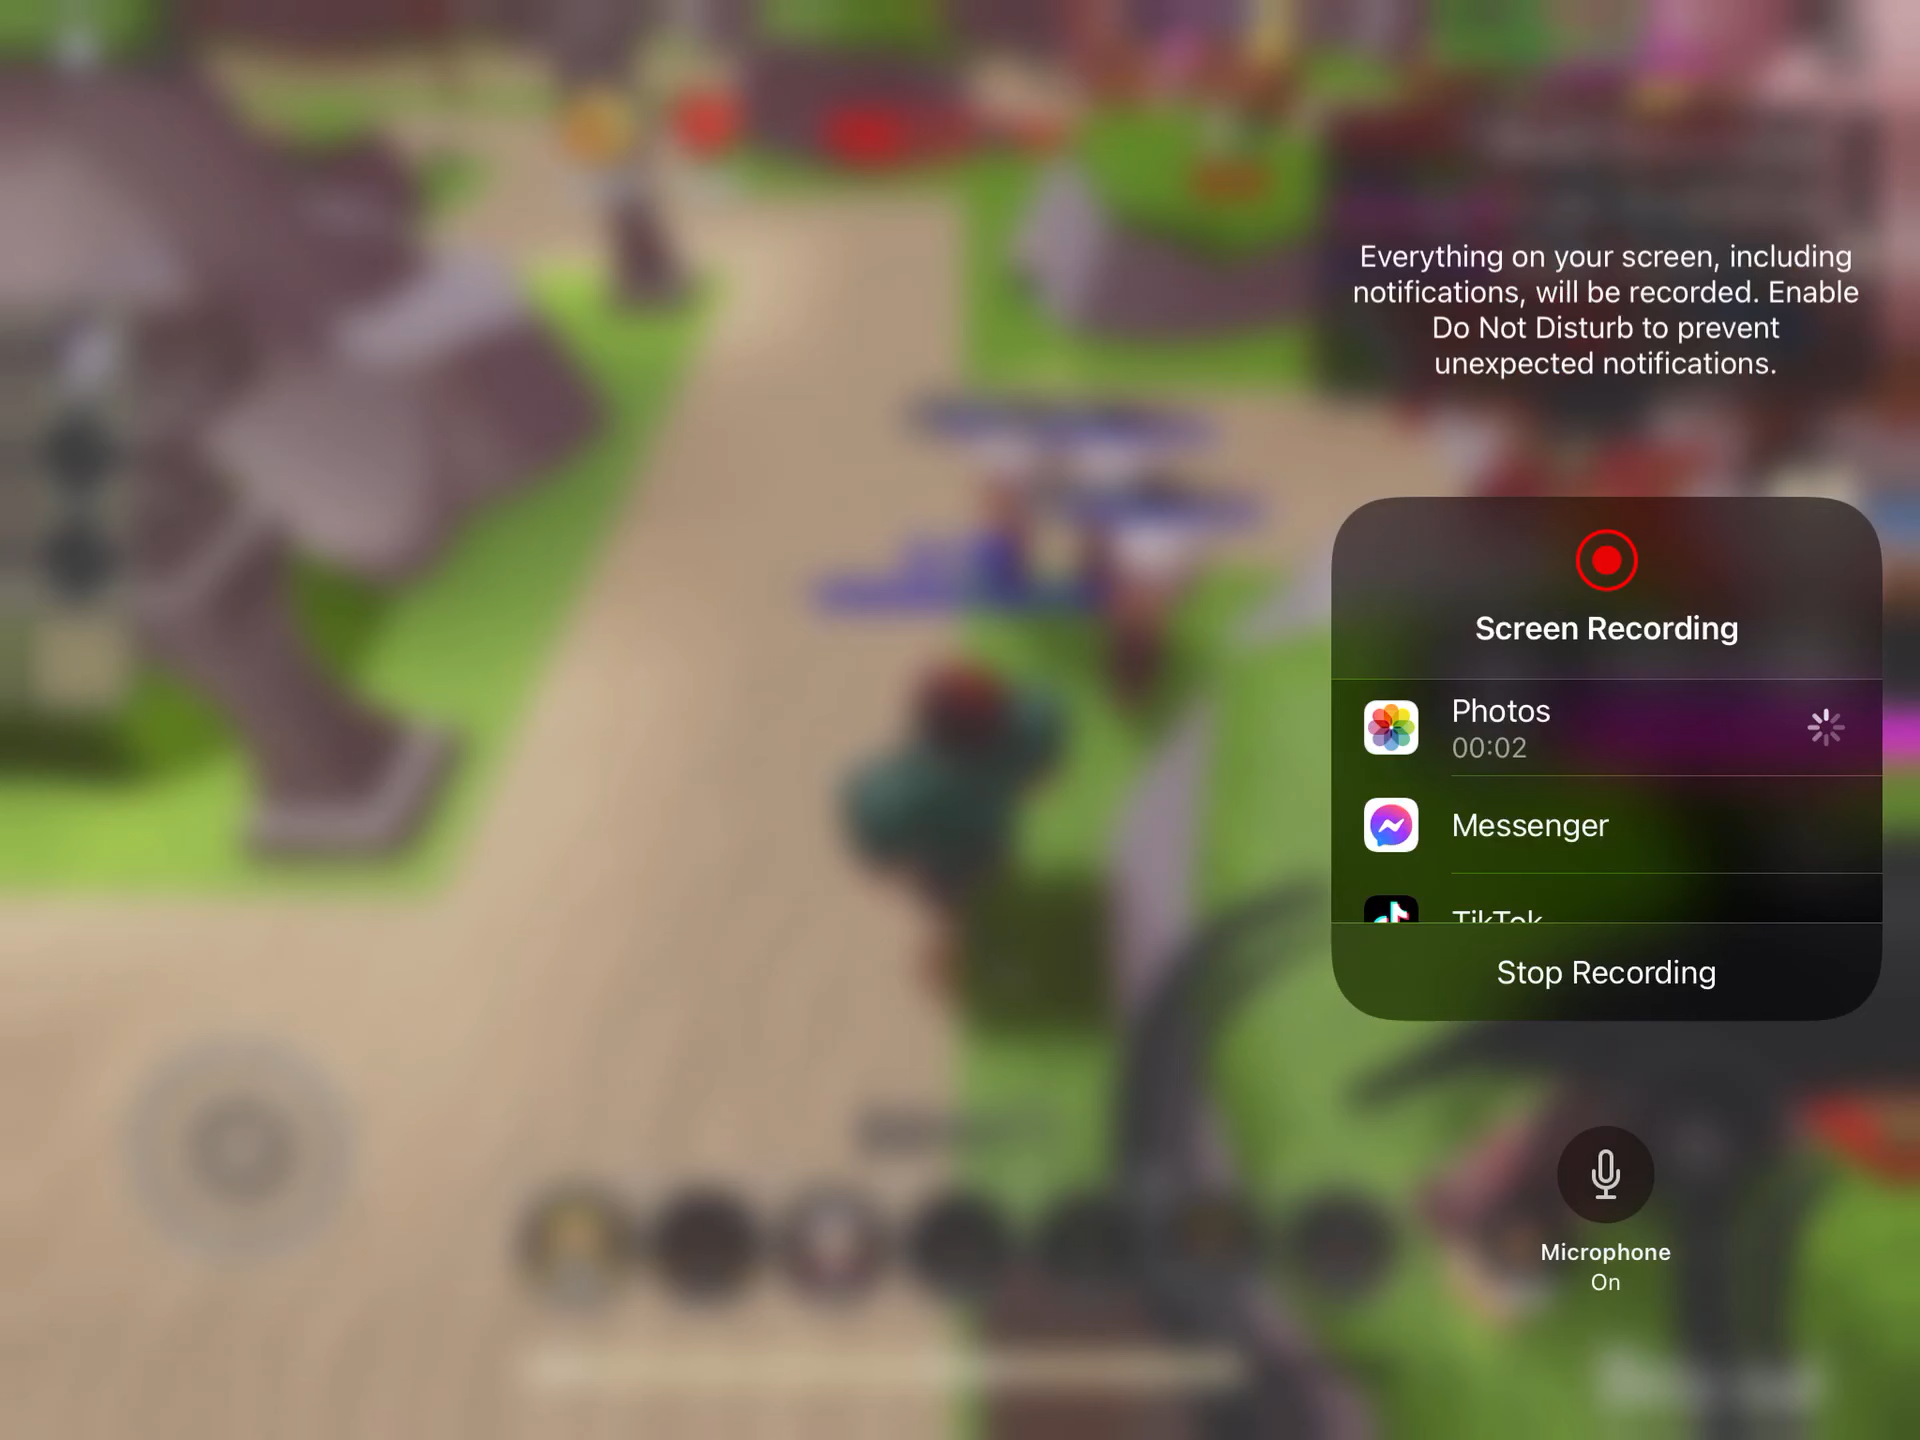 Everything on your screen, including
notifications, will be recorded. Enable
Do Not Disturb to prevent
unexpected notifications.
Screen Recording
Photos
00:02
Messenger
TikTok
Stop Recording
Microphone
On